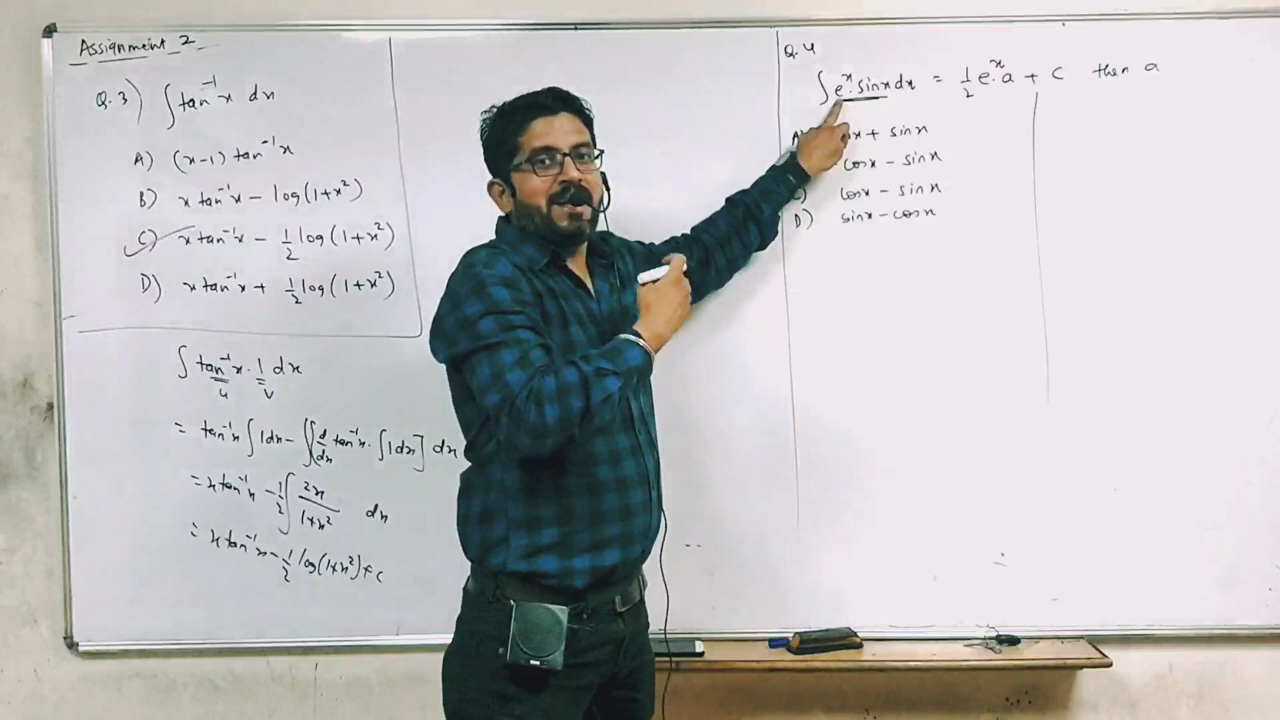 Assignment 2
Q.3) ∫ tan⁻¹x dx
A) (x-1) tan⁻¹x
B) x tan⁻¹x - log(1+x²)
C) x tan⁻¹x - 1/2 log(1+x²)
D) x tan⁻¹x + 1/2 log(1+x²)
∫ tan⁻¹x · 1 dx
u v
= tan⁻¹x ∫ 1dx - ∫[d/dx tan⁻¹x · ∫1dx] dx
= x tan⁻¹x - 1/2 ∫ 2x/1+x² dx
= x tan⁻¹x - 1/2 log(1+x²) + c
Q.4
∫ eˣ·sinx dx = 1/2 eˣ·a + C then a
+ sinx
cosx - sinx
cosx - sinx
D) sinx - cosx